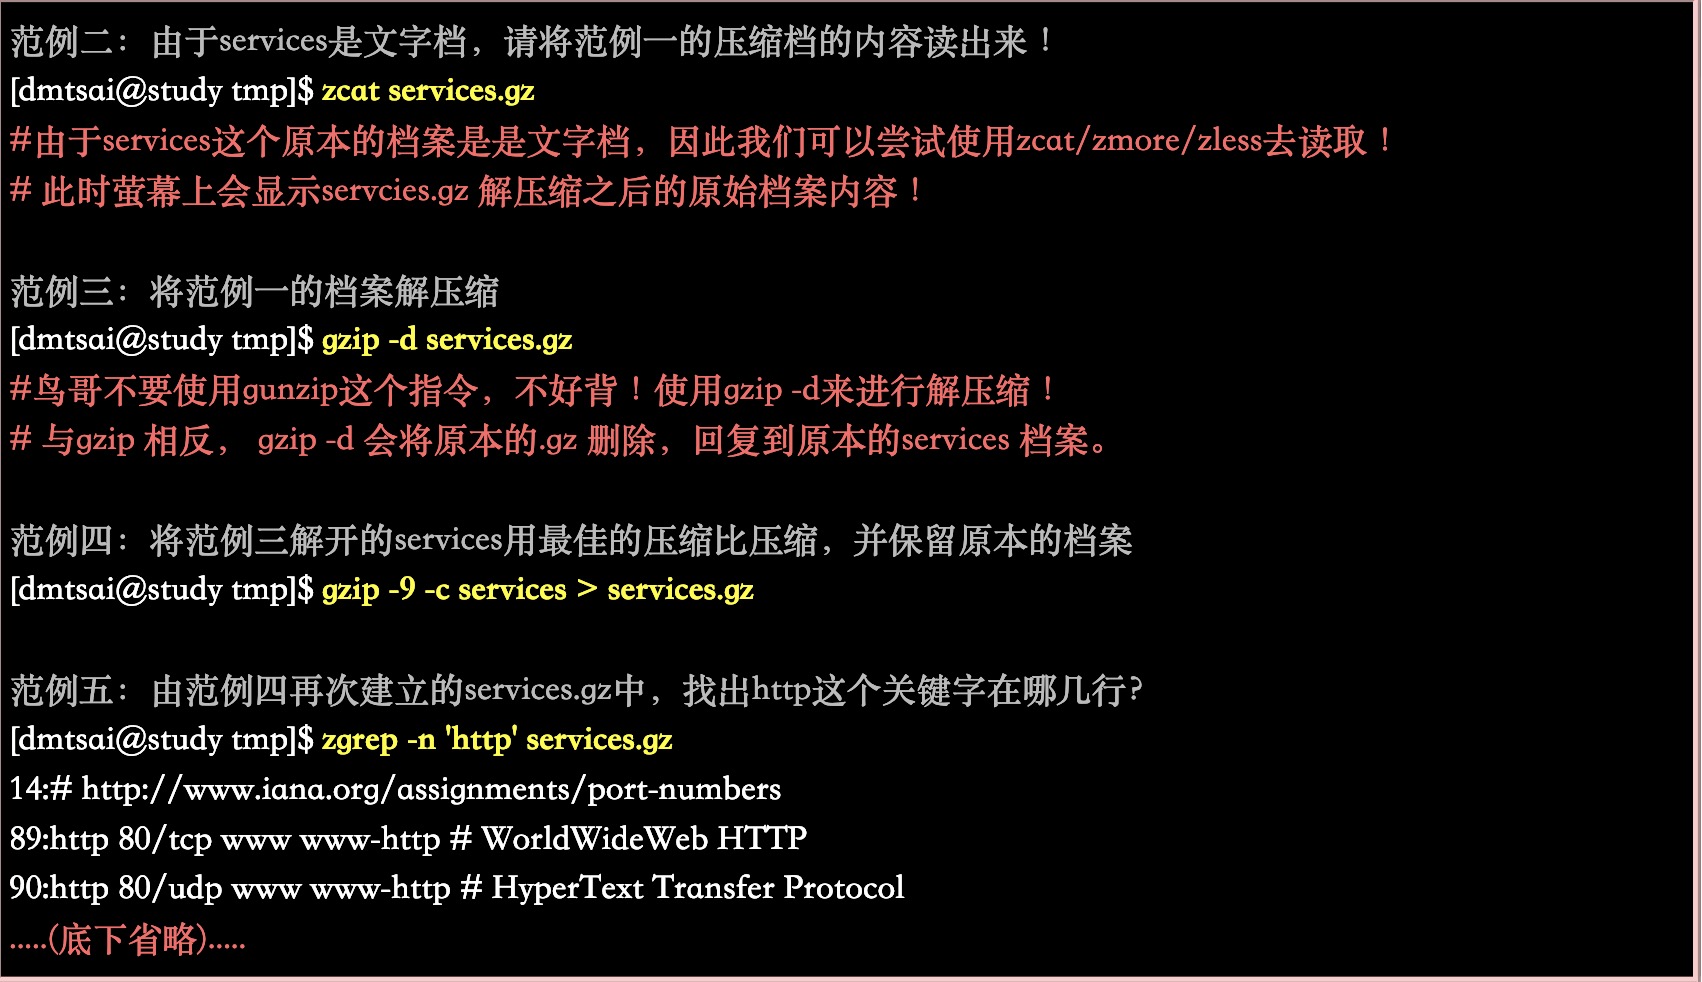 范例二：由于services是文字档，请将范例一的压缩档的内容读出来！
[dmtsai@study tmp]$ zcat services.gz
#由于services这个原本的档案是是文字档，因此我们可以尝试使用zcat/zmore/zless去读取！
# 此时萤幕上会显示servcies.gz 解压缩之后的原始档案内容！
范例三：将范例一的档案解压缩
[dmtsai@study tmp]$ gzip -d services.gz
#鸟哥不要使用gunzip这个指令，不好背！使用gzip -d来进行解压缩！
# 与gzip 相反， gzip -d 会将原本的.gz 删除，回复到原本的services 档案。
范例四：将范例三解开的services用最佳的压缩比压缩，并保留原本的档案
[dmtsai@study tmp]$ gzip -9 -c services > services.gz
范例五：由范例四再次建立的services.gz中，找出http这个关键字在哪几行?
[dmtsai@study tmp]$ zgrep -n 'http' services.gz
14:# http://www.iana.org/assignments/port-numbers
89:http 80/tcp www www-http # WorldWideWeb HTTP
90:http 80/udp www www-http # HyperText Transfer Protocol
.....(底下省略).....